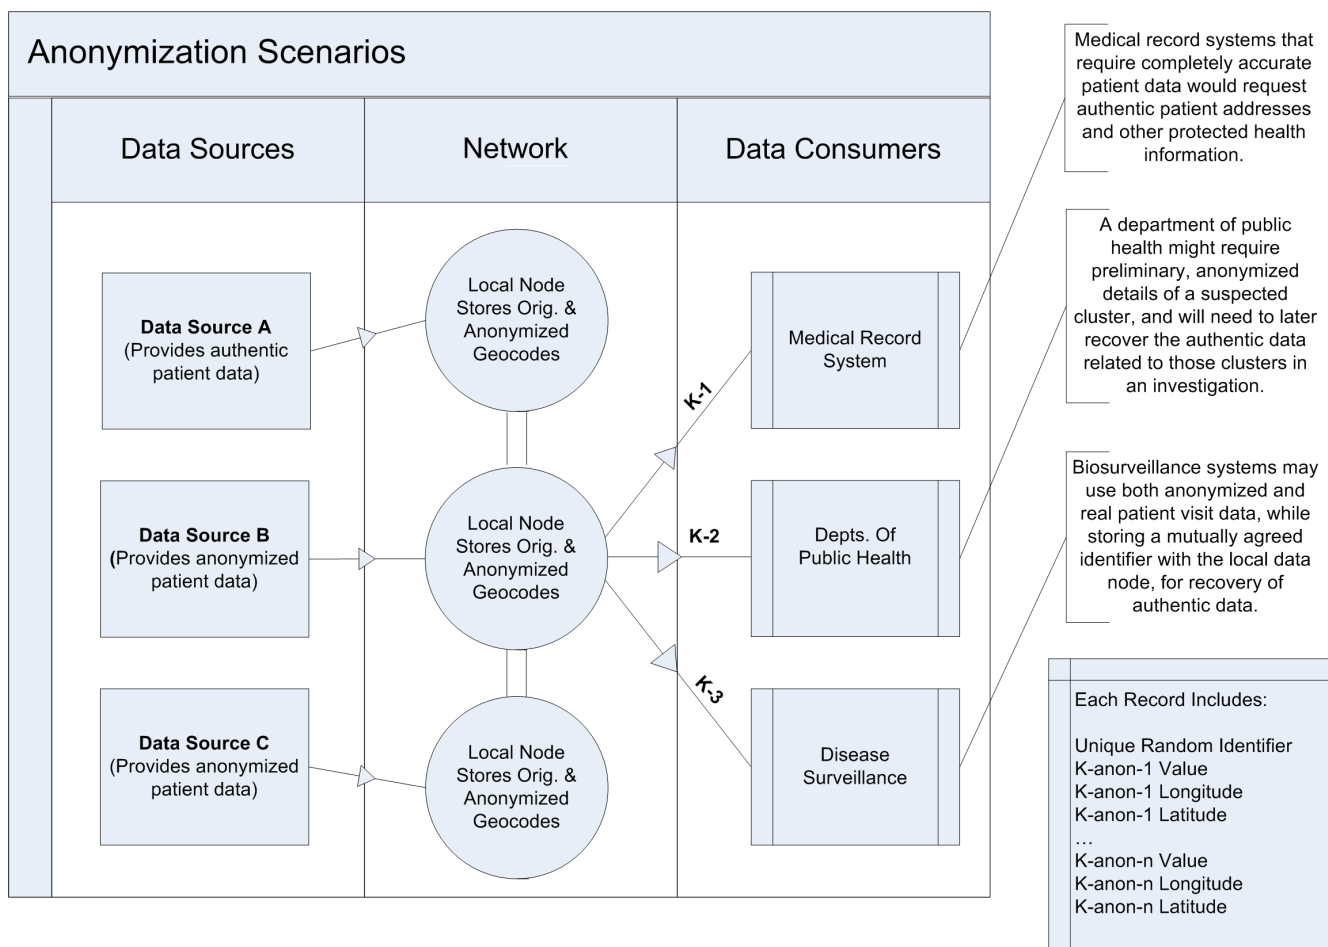 Anonymization Scenarios
Data Sources
Network
Data Consumers
Data Source A
(Provides authentic
patient data)
Data Source B
(Provides anonymized
patient data)
Data Source C
(Provides anonymized
patient data)
Local Node
Stores Orig. &
Anonymized
Geocodes
Local Node
Stores Orig. &
Anonymized
Geocodes
Local Node
Stores Orig. &
Anonymized
Geocodes
K-1
K-2
K-3
Medical Record
System
Depts. Of
Public Health
Disease
Surveillance
Medical record systems that
require completely accurate
patient data would request
authentic patient addresses
and other protected health
information.
A department of public
health might require
preliminary, anonymized
details of a suspected
cluster, and will need to later
recover the authentic data
related to those clusters in
an investigation.
Biosurveillance systems may
use both anonymized and
real patient visit data, while
storing a mutually agreed
identifier with the local data
node, for recovery of
authentic data.
Each Record Includes:
Unique Random Identifier
K-anon-1 Value
K-anon-1 Longitude
K-anon-1 Latitude
...
K-anon-n Value
K-anon-n Longitude
K-anon-n Latitude